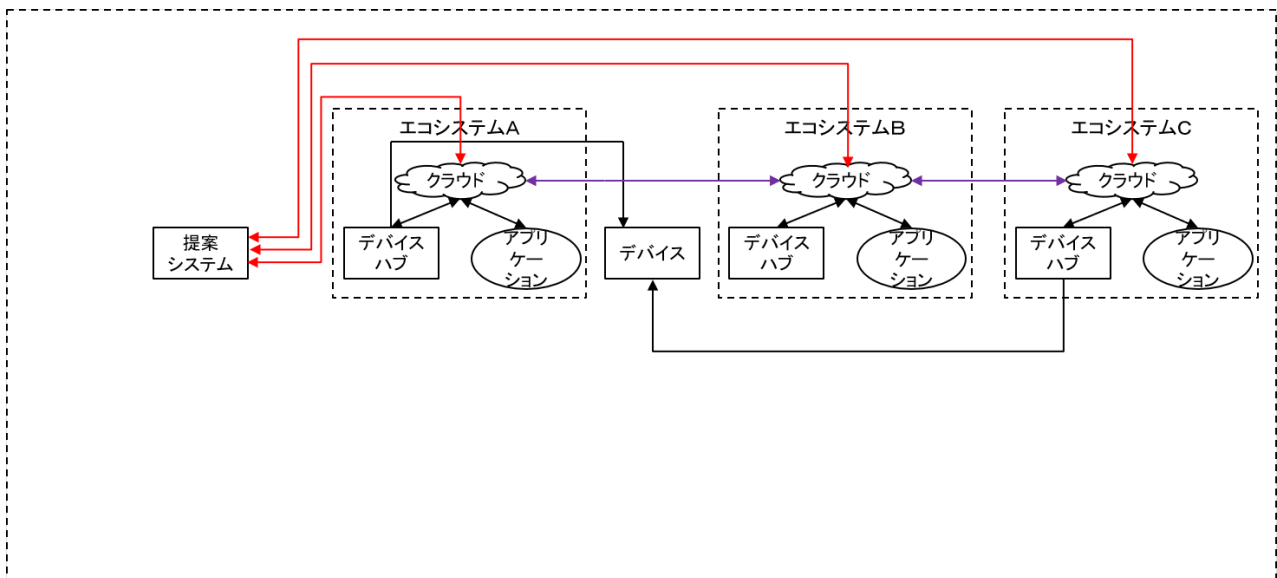 エコシステムA
エコシステムB
エコシステムC
クラウド
クラウド
クラウド
提案
システム
デバイス
ハブ
アプリ
ケー
ション
デバイス
デバイス
ハブ
アプリ
ケー
ション
デバイス
ハブ
アプリ
ケー
ション